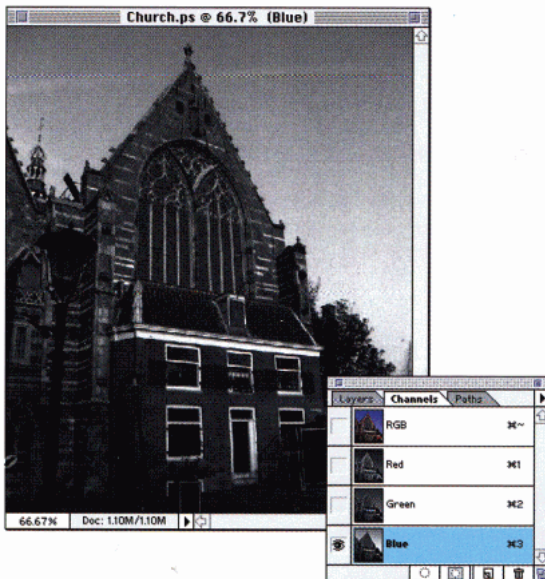 Church.ps @ 66.7% (Blue)
66.67% Doc: 1.10M/1.10M
Layers Channels Paths
RGB ⌘~
Red ⌘1
Green ⌘2
Blue ⌘3